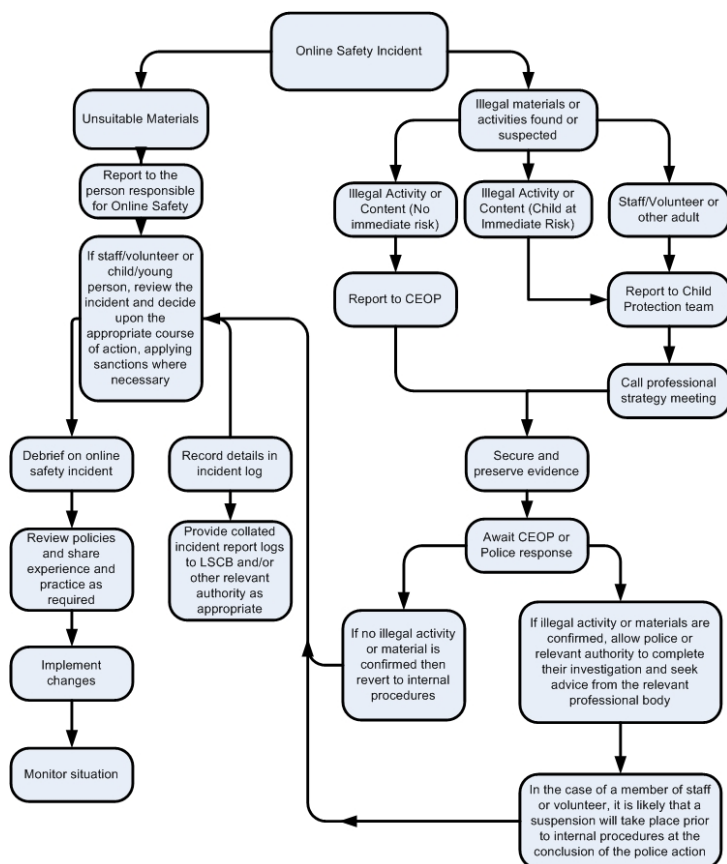 Online Safety Incident
Unsuitable Materials
Illegal materials or
activities found or
suspected
Report to the
person responsible
for Online Safety
Illegal Activity or
Content (No
immediate risk)
Illegal Activity or
Content (Child at
Immediate Risk)
Staff/Volunteer or
other adult
If staff/volunteer or
child/young
person, review the
incident and decide
upon the
appropriate course
of action, applying
sanctions where
necessary
Report to CEOP
Report to Child
Protection team
Call professional
strategy meeting
Debrief on online
safety incident
Record details in
incident log
Secure and
preserve evidence
Review policies
and share
experience and
practice as
required
Provide collated
incident report logs
to LSCB and/or
other relevant
authority as
appropriate
Await CEOP or
Police response
If no illegal activity
or material is
confirmed then
revert to internal
procedures
If illegal activity or materials are
confirmed, allow police or
relevant authority to complete
their investigation and seek
advice from the relevant
professional body
Implement
changes
Monitor situation
In the case of a member of staff
or volunteer, it is likely that a
suspension will take place prior
to internal procedures at the
conclusion of the police action